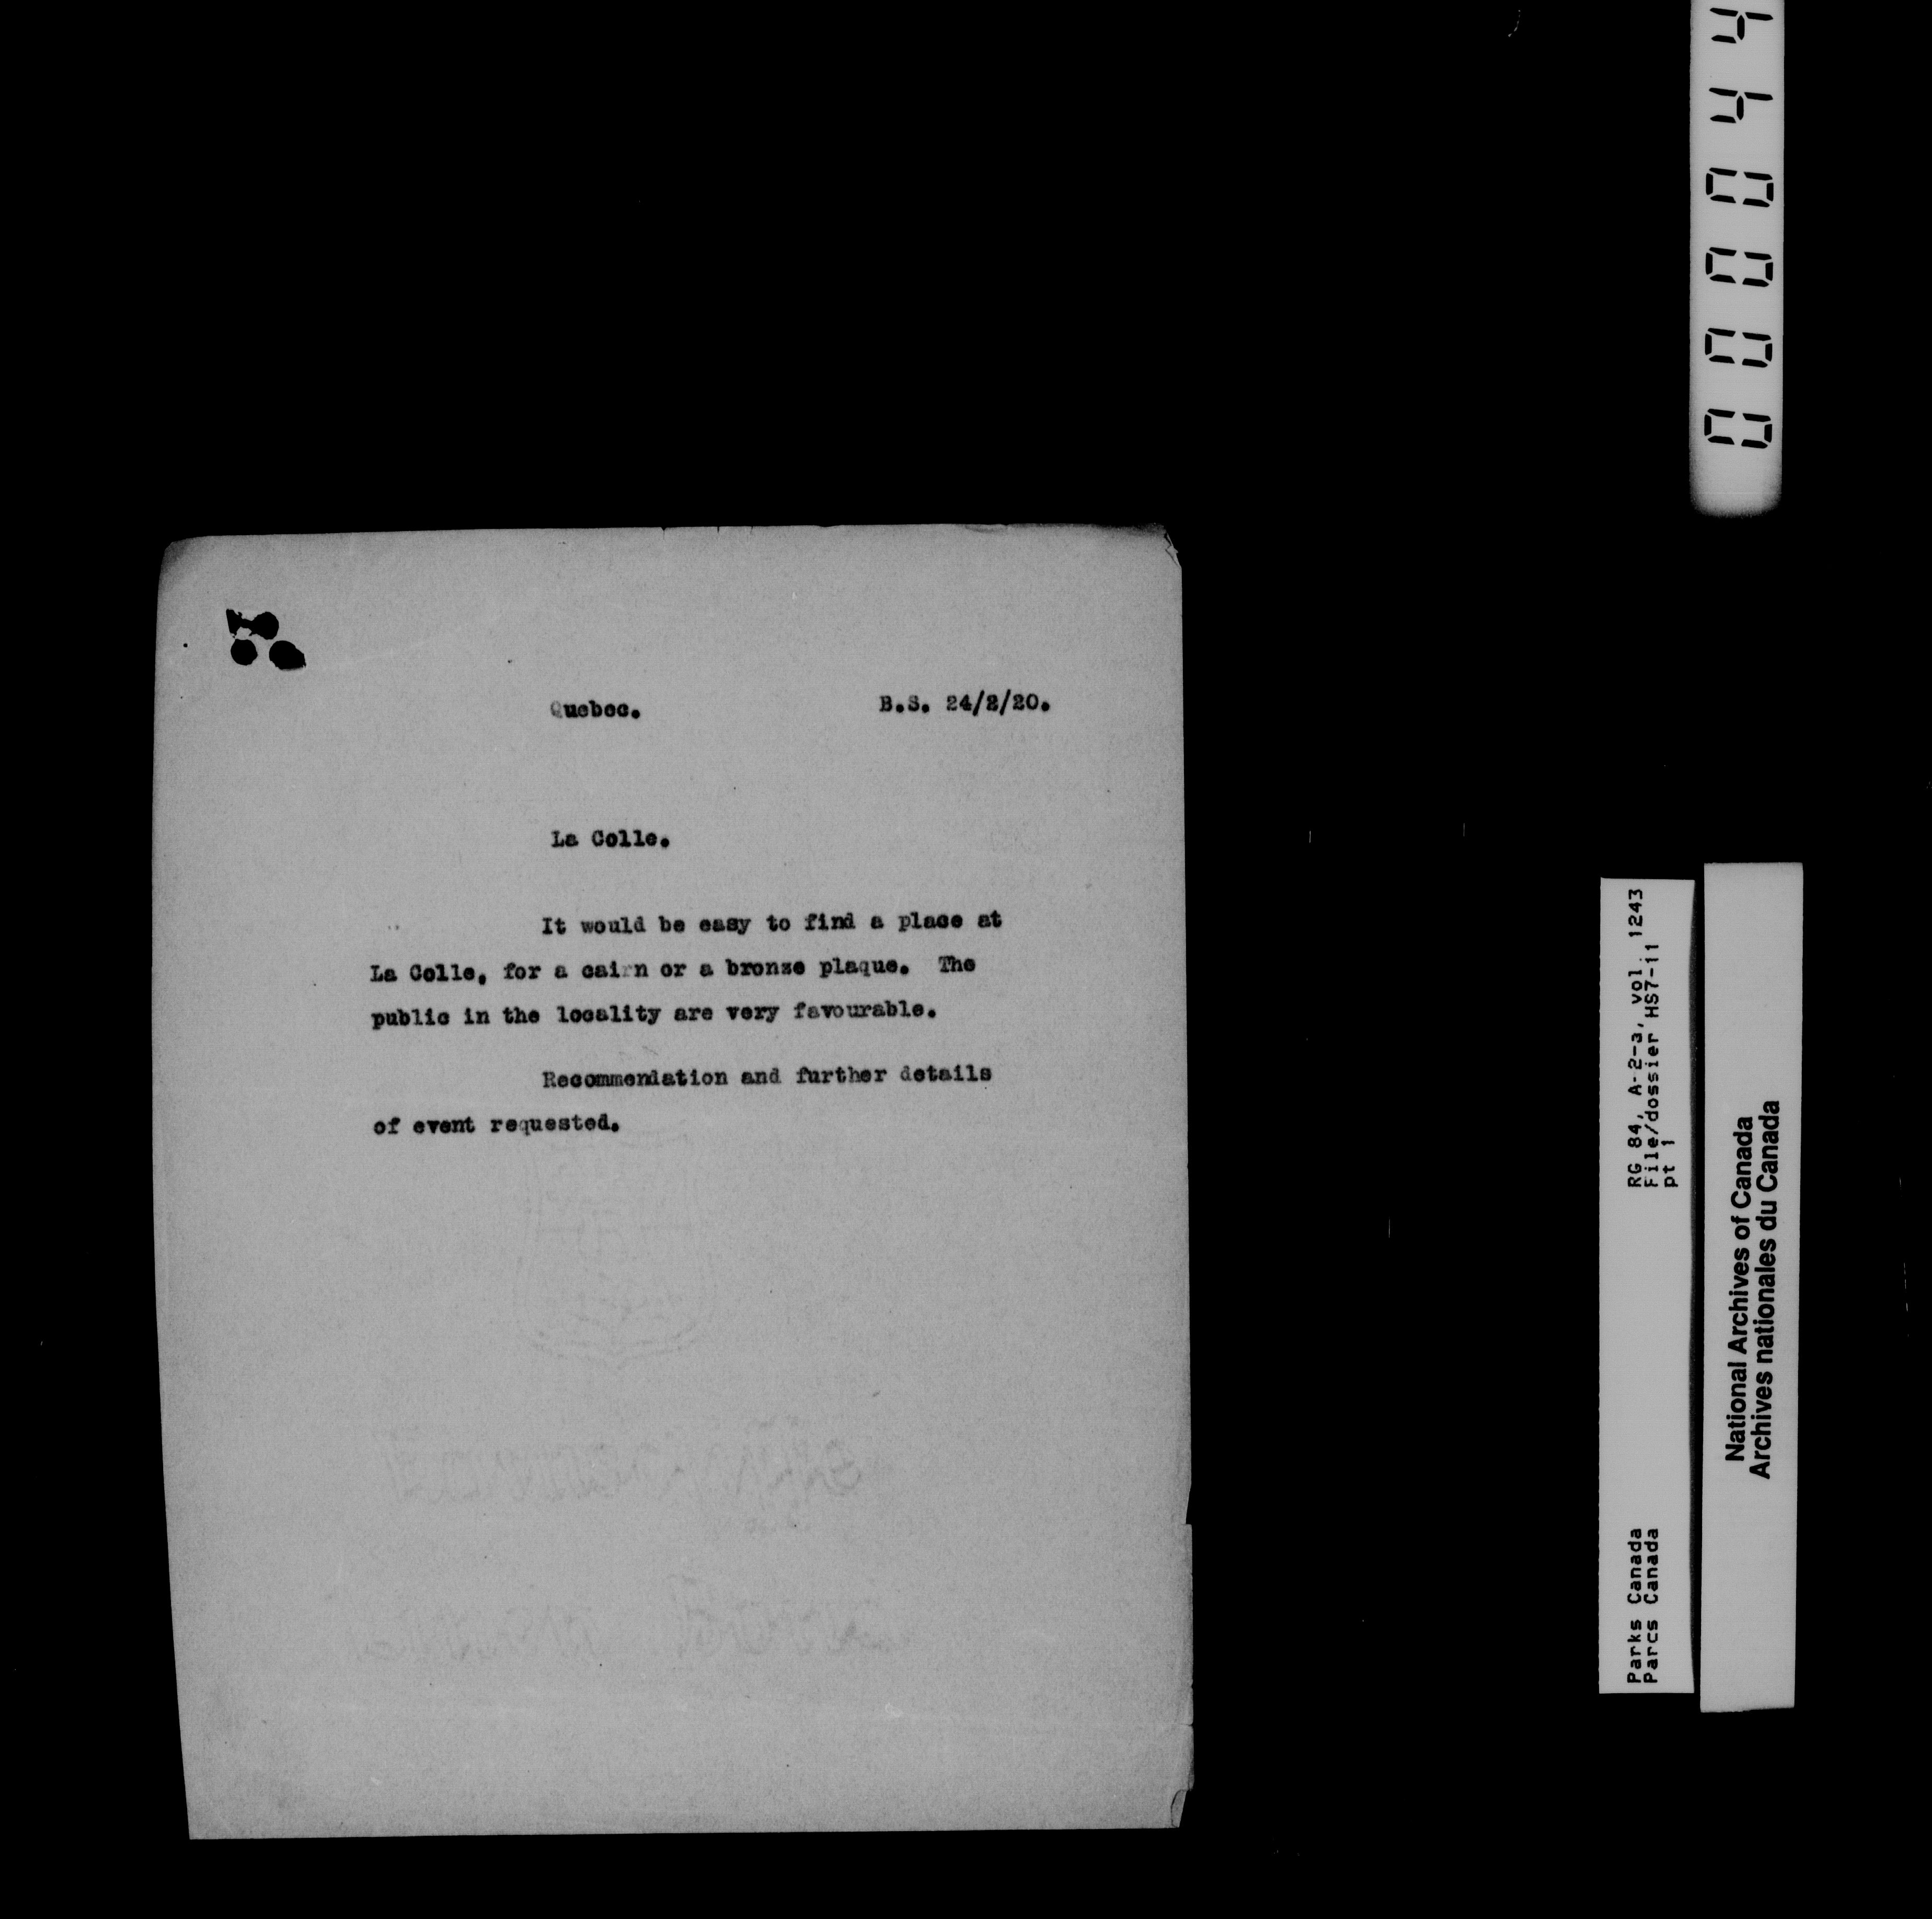 Quebec.
B.S. 24/2/20.
La Colle.
It would be easy to find a place at
La Colle, for a cairn or a bronze plaque. The
public in the locality are very favourable.
Recommendation and further details
of event requested.
000044
RG 84, A-2-a, vol. 1243
File/dossier HS7-11
pt 1
Parks Canada
Parcs Canada
National Archives of Canada
Archives nationales du Canada